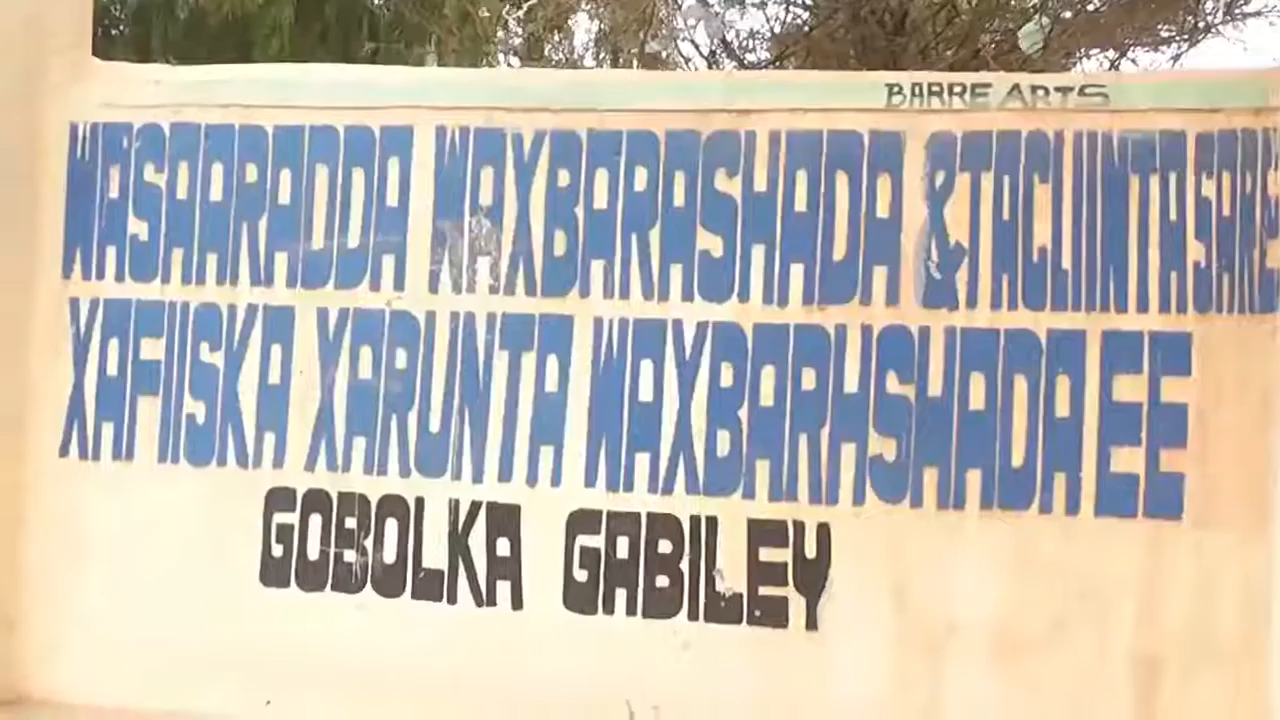 BARRE ARTS
WASAARADDA WAXBARASHADA & TACLIINTA SARE
XAFIISKA XARUNTA WAXBARHSHADA EE
GOBOLKA GABILEY